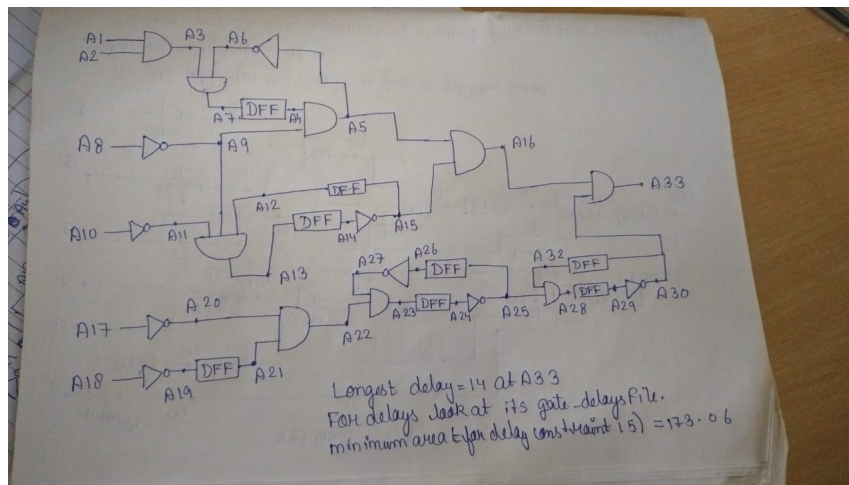 A1
A2
A3
A6
A7
DFF
A4
A5
A8
A9
A16
A33
A12
DFF
A10
A11
DFF
A14
A15
A13
A27
A26
DFF
A32
DFF
A20
A17
A22
A23
DFF
A24
A25
A28
DFF
A29
A30
A18
A19
DFF
A21
Longest delay=14 at A33
For delays look at its gate-delays file.
minimum area (for delay constraint 15) = 173.06